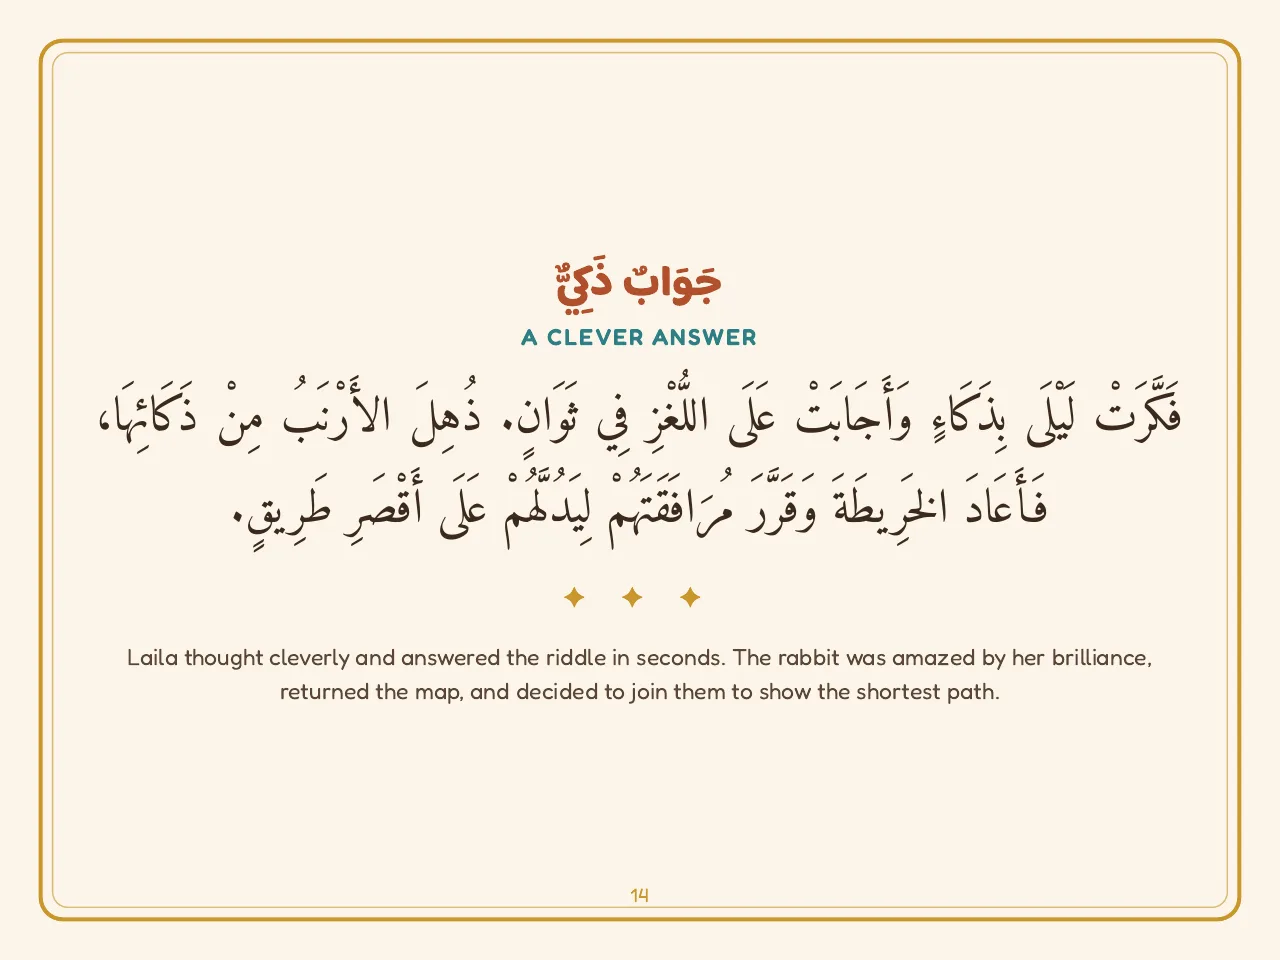 جَوَابٌ ذَكِيٌّ
A CLEVER ANSWER
فَكَّرَتْ لَيْلَى بِذَكَاءٍ وَأَجَابَتْ عَلَى اللُّغْزِ فِي ثَوَانٍ. ذُهِلَ الأَرْنَبُ مِنْ ذَكَائِهَا،
فَأَعَادَ الخَرِيطَةَ وَقَرَّرَ مُرَافَقَتَهُمْ لِيَدُلَّهُمْ عَلَى أَقْصَرِ طَرِيقٍ.
Laila thought cleverly and answered the riddle in seconds. The rabbit was amazed by her brilliance,
returned the map, and decided to join them to show the shortest path.
14